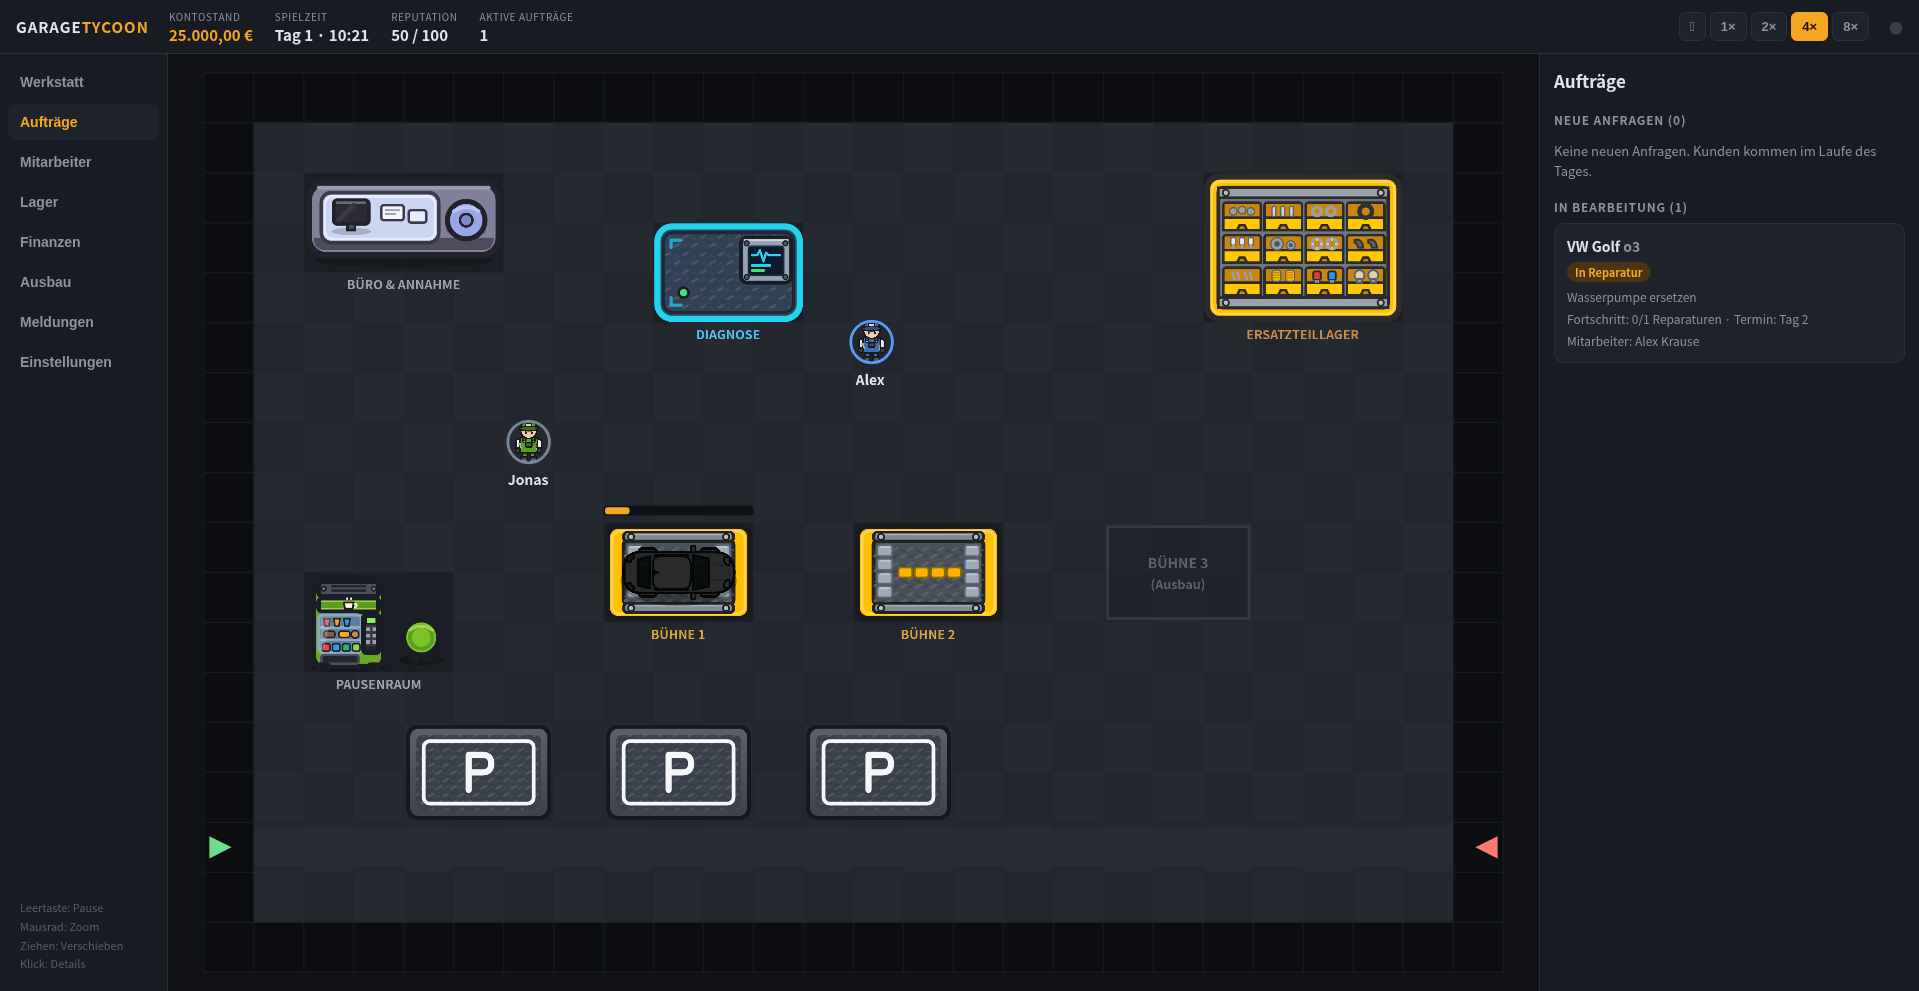 GARAGETYCOON
KONTOSTAND
25.000,00 €
SPIELZEIT
Tag 1 · 10:21
REPUTATION
50 / 100
AKTIVE AUFTRÄGE
1
1×
2×
4×
8×
Werkstatt
Aufträge
Mitarbeiter
Lager
Finanzen
Ausbau
Meldungen
Einstellungen
Leertaste: Pause
Mausrad: Zoom
Ziehen: Verschieben
Klick: Details
BÜRO & ANNAHME
DIAGNOSE
ERSATZTEILLAGER
Alex
Jonas
BÜHNE 1
BÜHNE 2
BÜHNE 3
(Ausbau)
PAUSENRAUM
P
P
P
Aufträge
NEUE ANFRAGEN (0)
Keine neuen Anfragen. Kunden kommen im Laufe des
Tages.
IN BEARBEITUNG (1)
VW Golf o3
In Reparatur
Wasserpumpe ersetzen
Fortschritt: 0/1 Reparaturen · Termin: Tag 2
Mitarbeiter: Alex Krause